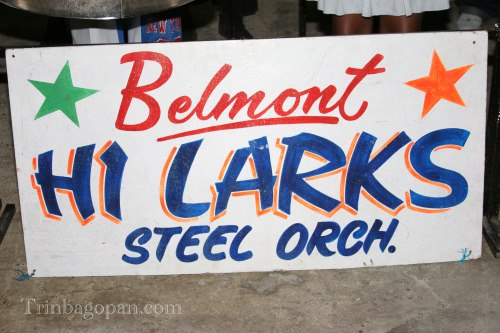 Belmont
HI LARKS
STEEL ORCH.
Trinbagopan.com